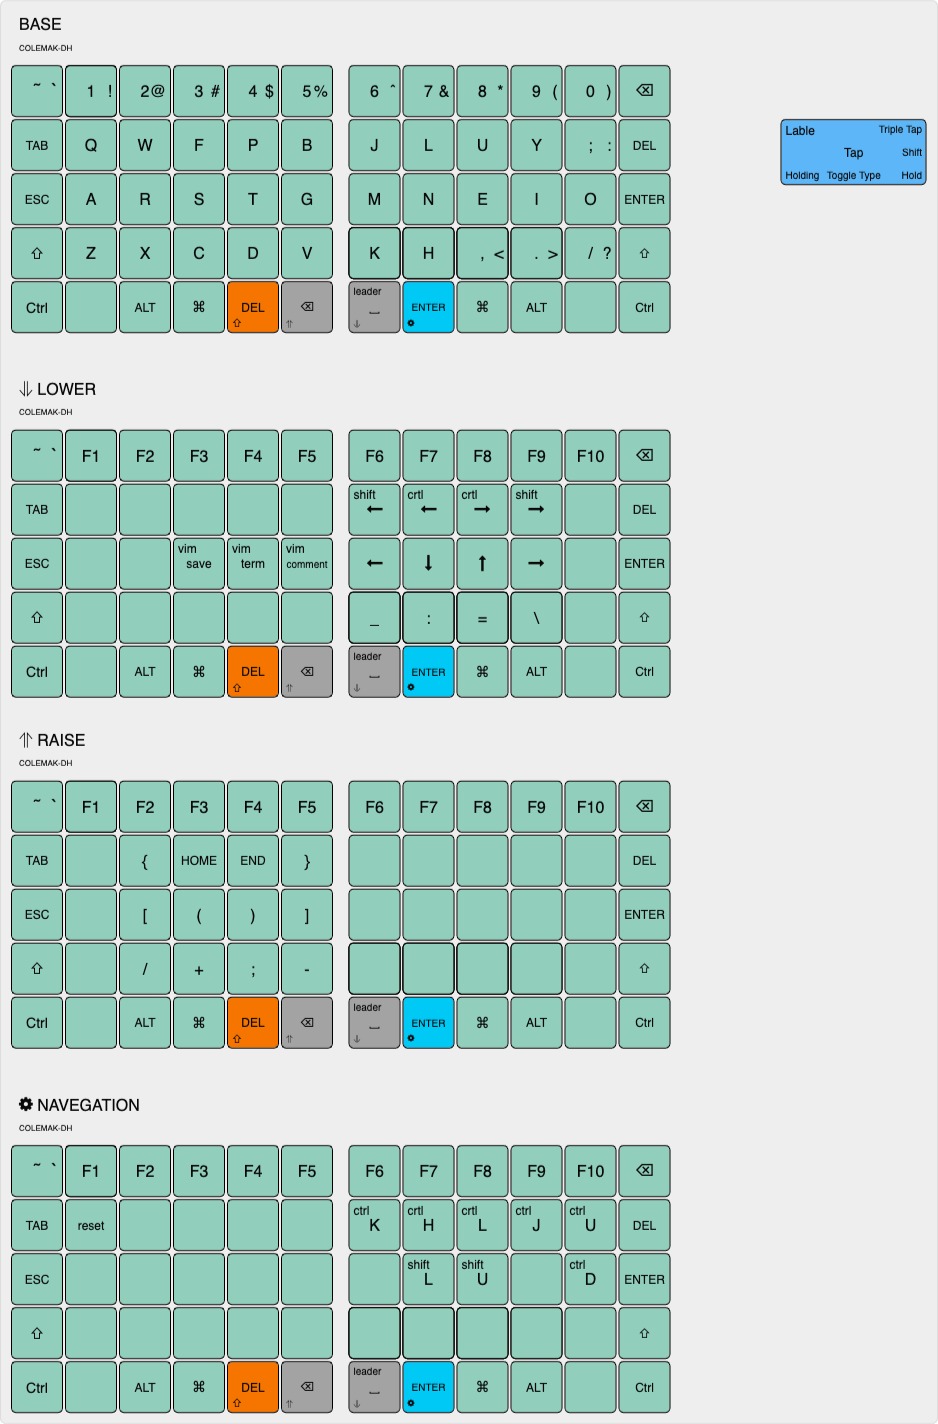 BASE
COLEMAK-DH
~ ` 1 ! 2@ 3 # 4 $ 5% 6 ^ 7 & 8 * 9 ( 0 ) ⌫
TAB Q W F P B J L U Y ; : DEL
Lable Triple Tap
Tap Shift
Holding Toggle Type Hold
ESC A R S T G M N E I O ENTER
⇧ Z X C D V K H , < . > / ? ⇧
leader
Ctrl ALT ⌘ DEL ⌫ ⎵ ENTER ⌘ ALT Ctrl
⇧ ⇈ ↓ ⚙
⇊ LOWER
COLEMAK-DH
~ ` F1 F2 F3 F4 F5 F6 F7 F8 F9 F10 ⌫
shift crtl crtl shift
TAB ← ← → → DEL
vim vim vim
ESC save term comment ← ↓ ↑ → ENTER
⇧ _ : = \ ⇧
leader
Ctrl ALT ⌘ DEL ⌫ ⎵ ENTER ⌘ ALT Ctrl
⇧ ⇈ ↓ ⚙
⇈ RAISE
COLEMAK-DH
~ ` F1 F2 F3 F4 F5 F6 F7 F8 F9 F10 ⌫
TAB { HOME END } DEL
ESC [ ( ) ] ENTER
⇧ / + ; - ⇧
leader
Ctrl ALT ⌘ DEL ⌫ ⎵ ENTER ⌘ ALT Ctrl
⇧ ⇈ ↓ ⚙
⚙ NAVEGATION
COLEMAK-DH
~ ` F1 F2 F3 F4 F5 F6 F7 F8 F9 F10 ⌫
ctrl crtl crtl ctrl ctrl
TAB reset K H L J U DEL
shift shift ctrl
ESC L U D ENTER
⇧ ⇧
leader
Ctrl ALT ⌘ DEL ⌫ ⎵ ENTER ⌘ ALT Ctrl
⇧ ⇈ ↓ ⚙